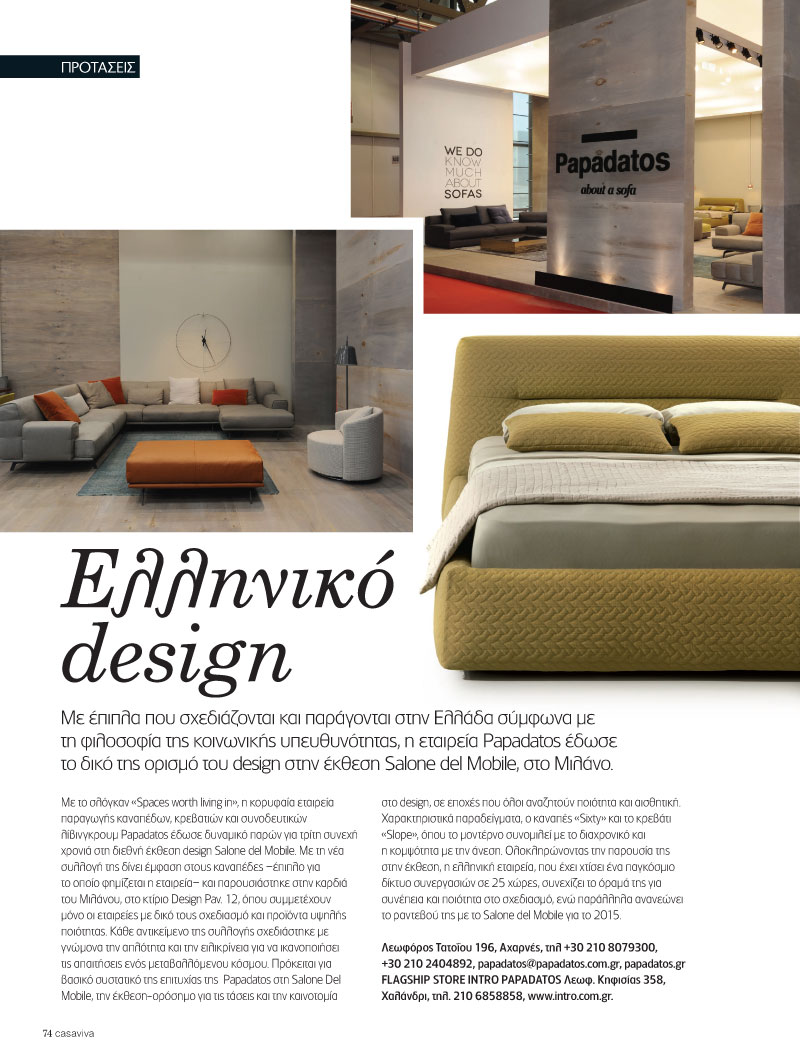 ΠΡΟΤΑΣΕΙΣ
WE DO
KNOW
MUCH
ABOUT
SOFAS
Papadatos
about a sofa
Ελληνικό
design
Με έπιπλα που σχεδιάζονται και παράγονται στην Ελλάδα σύμφωνα με
τη φιλοσοφία της κοινωνικής υπευθυνότητας, η εταιρεία Papadatos έδωσε
το δικό της ορισμό του design στην έκθεση Salone del Mobile, στο Μιλάνο.
Με το σλόγκαν «Spaces worth living in», η κορυφαία εταιρεία
παραγωγής καναπέδων, κρεβατιών και συνοδευτικών
λίβινγκρουμ Papadatos έδωσε δυναμικό παρών για τρίτη συνεχή
χρονιά στη διεθνή έκθεση design Salone del Mobile. Με τη νέα
συλλογή της δίνει έμφαση στους καναπέδες –έπιπλο για
το οποίο φημίζεται η εταιρεία– και παρουσιάστηκε στην καρδιά
του Μιλάνου, στο κτίριο Design Pav. 12, όπου συμμετέχουν
μόνο οι εταιρείες με δικό τους σχεδιασμό και προϊόντα υψηλής
ποιότητας. Κάθε αντικείμενο της συλλογής σχεδιάστηκε με
γνώμονα την απλότητα και την ειλικρίνεια για να ικανοποιήσει
τις απαιτήσεις ενός μεταβαλλόμενου κόσμου. Πρόκειται για
βασικό συστατικό της επιτυχίας της Papadatos στη Salone Del
Mobile, την έκθεση-ορόσημο για τις τάσεις και την καινοτομία
στο design, σε εποχές που όλοι αναζητούν ποιότητα και αισθητική.
Χαρακτηριστικά παραδείγματα, ο καναπές «Sixty» και το κρεβάτι
«Slope», όπου το μοντέρνο συνομιλεί με το διαχρονικό και
η κομψότητα με την άνεση. Ολοκληρώνοντας την παρουσία της
στην έκθεση, η ελληνική εταιρεία, που έχει χτίσει ένα παγκόσμιο
δίκτυο συνεργασιών σε 25 χώρες, συνεχίζει το όραμά της για
συνέπεια και ποιότητα στο σχεδιασμό, ενώ παράλληλα ανανεώνει
το ραντεβού της με το Salone del Mobile για το 2015.
Λεωφόρος Τατοΐου 196, Αχαρνές, τηλ +30 210 8079300,
+30 210 2404892, papadatos@papadatos.com.gr, papadatos.gr
FLAGSHIP STORE INTRO PAPADATOS Λεωφ. Κηφισίας 358,
Χαλάνδρι, τηλ. 210 6858858, www.intro.com.gr.
74 casaviva